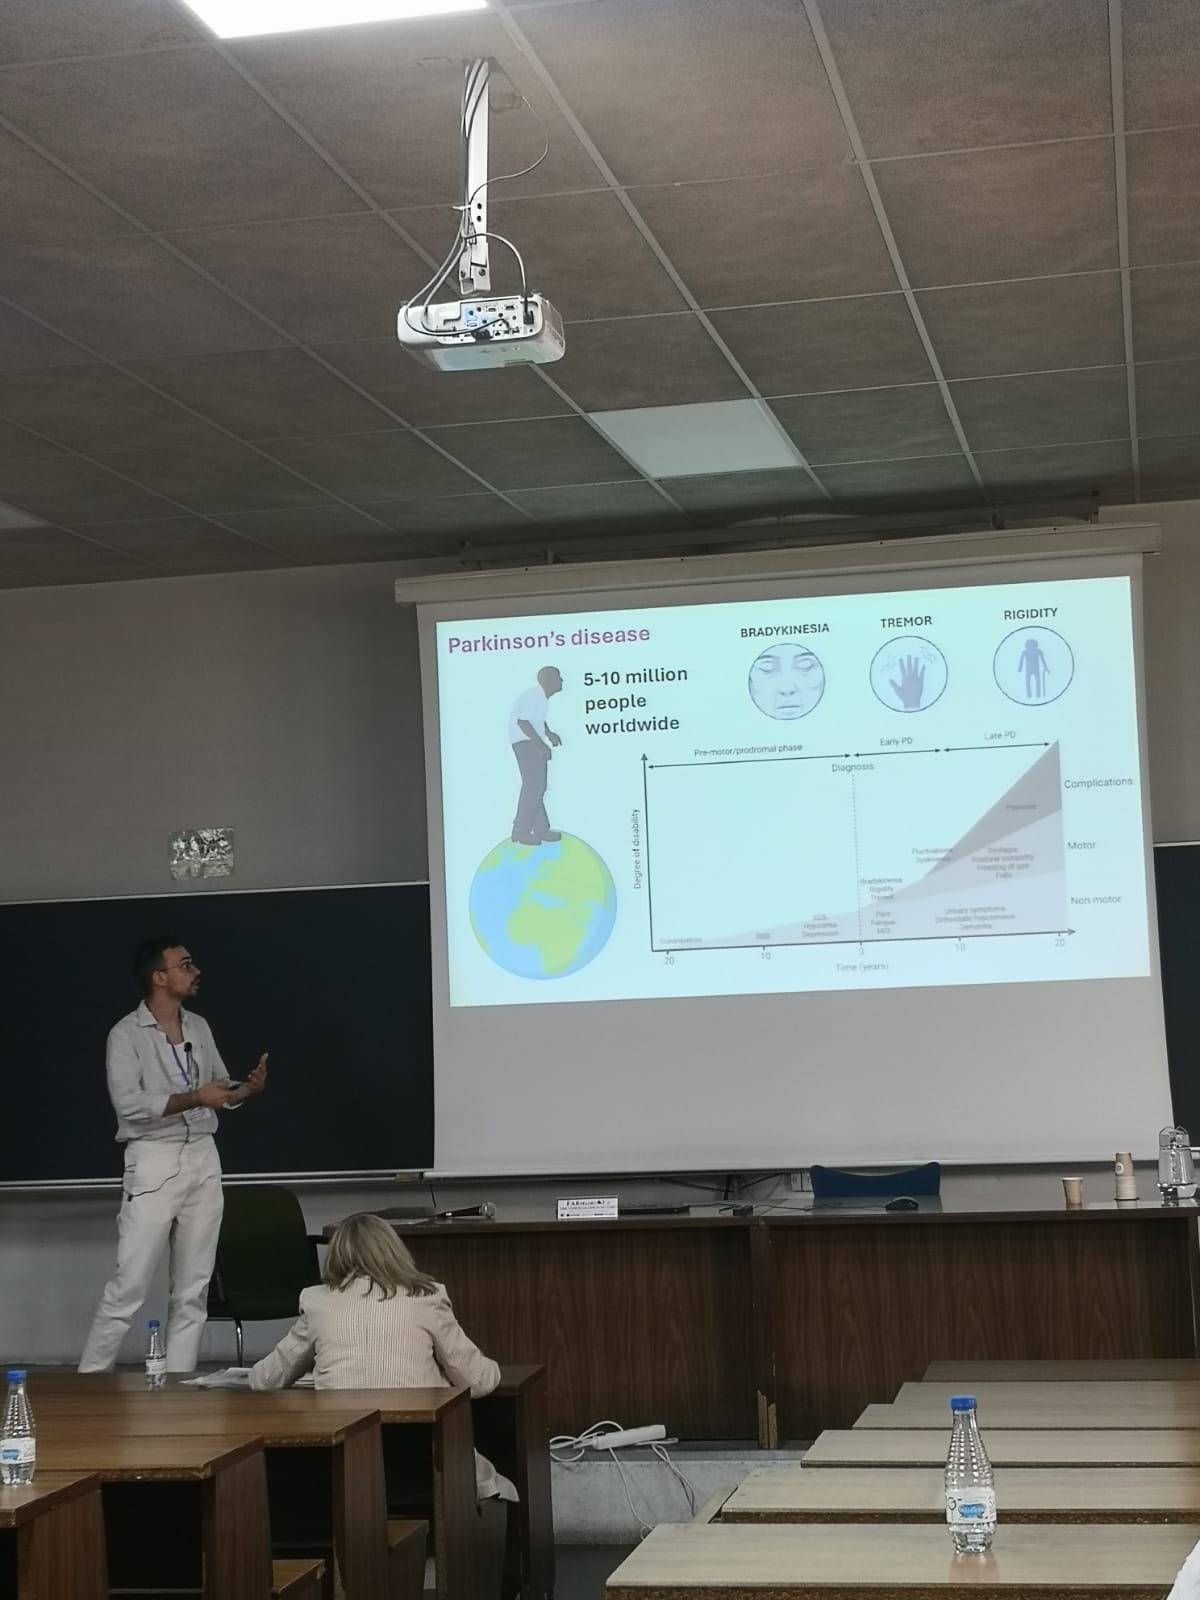 Parkinson's disease
5-10 million
people
worldwide
BRADYKINESIA
TREMOR
RIGIDITY
Pre-motor/prodromal phase
Early PD
Late PD
Diagnosis
Degree of disability
Complications
Motor
Non motor
Psychosis
Fluctuations
Dyskinesia
Dysfagia
Postural instability
Freezing of gait
Falls
Bradykinesia
Rigidity
Tremor
Constipation
RBD
EDS
Hyposmia
Depression
Pain
Fatigue
MCI
Urinary symptoms
Orthostatic hypotension
Dementia
20
10
0
10
20
Time (years)